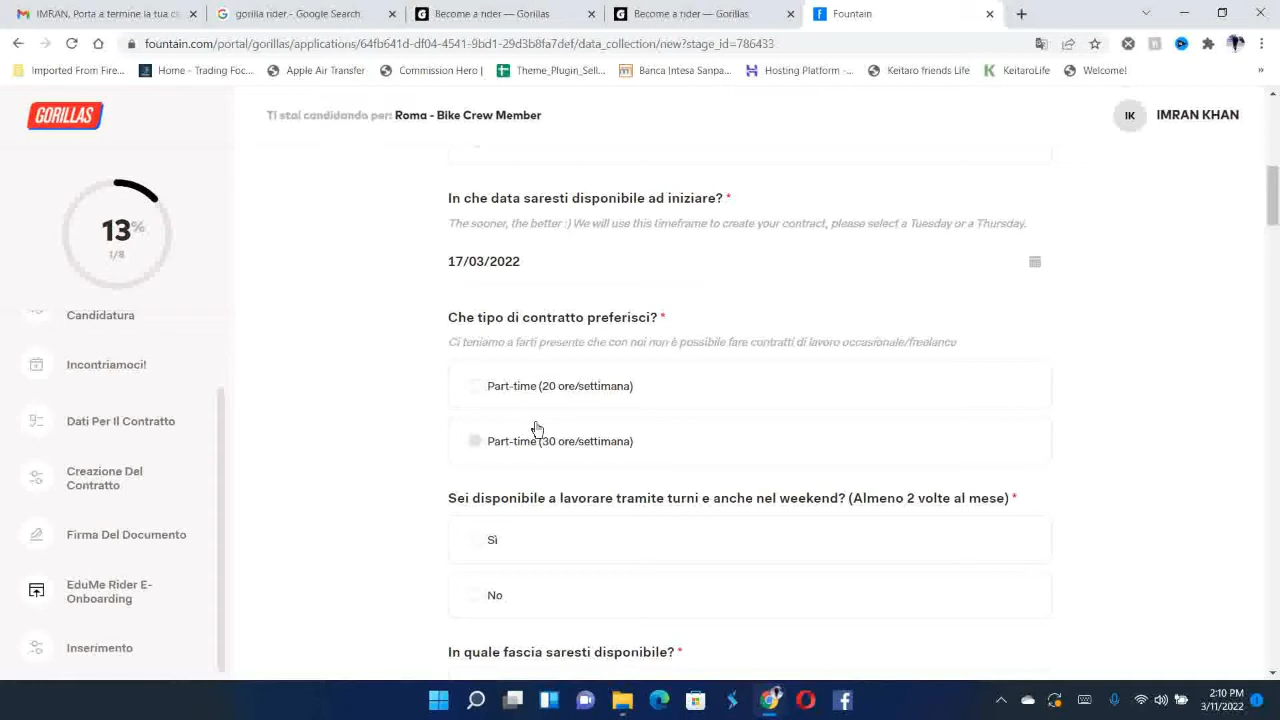 IMRAN, Porta a termine la tua c
gorilla rider - Google Search
Become a rider — Gorillas
Become a rider — Gorillas
Fountain
fountain.com/portal/gorillas/applications/64fb641d-df04-4541-9bd1-29d3b8fa7def/data_collection/new?stage_id=786433
Imported From Fire...
Home - Trading Foc...
Apple Air Transfer
Commission Hero |
Theme_Plugin_Sell...
Banca Intesa Sanpa...
Hosting Platform -...
Keitaro friends Life
KeitaroLife
Welcome!
GORILLAS
Ti stai candidando per: Roma - Bike Crew Member
IK
IMRAN KHAN
13%
1/8
Candidatura
Incontriamoci!
Dati Per Il Contratto
Creazione Del
Contratto
Firma Del Documento
EduMe Rider E-
Onboarding
Inserimento
In che data saresti disponibile ad iniziare? *
The sooner, the better :) We will use this timeframe to create your contract, please select a Tuesday or a Thursday.
17/03/2022
Che tipo di contratto preferisci? *
Ci teniamo a farti presente che con noi non è possibile fare contratti di lavoro occasionale/freelance
Part-time (20 ore/settimana)
Part-time (30 ore/settimana)
Sei disponibile a lavorare tramite turni e anche nel weekend? (Almeno 2 volte al mese) *
Sì
No
In quale fascia saresti disponibile? *
2:10 PM
3/11/2022